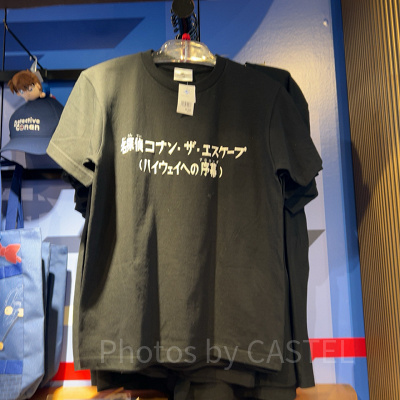 名探偵コナン・ザ・エスケープ
(ハイウェイへの序幕)
detective
conan
Photos by CASTEL